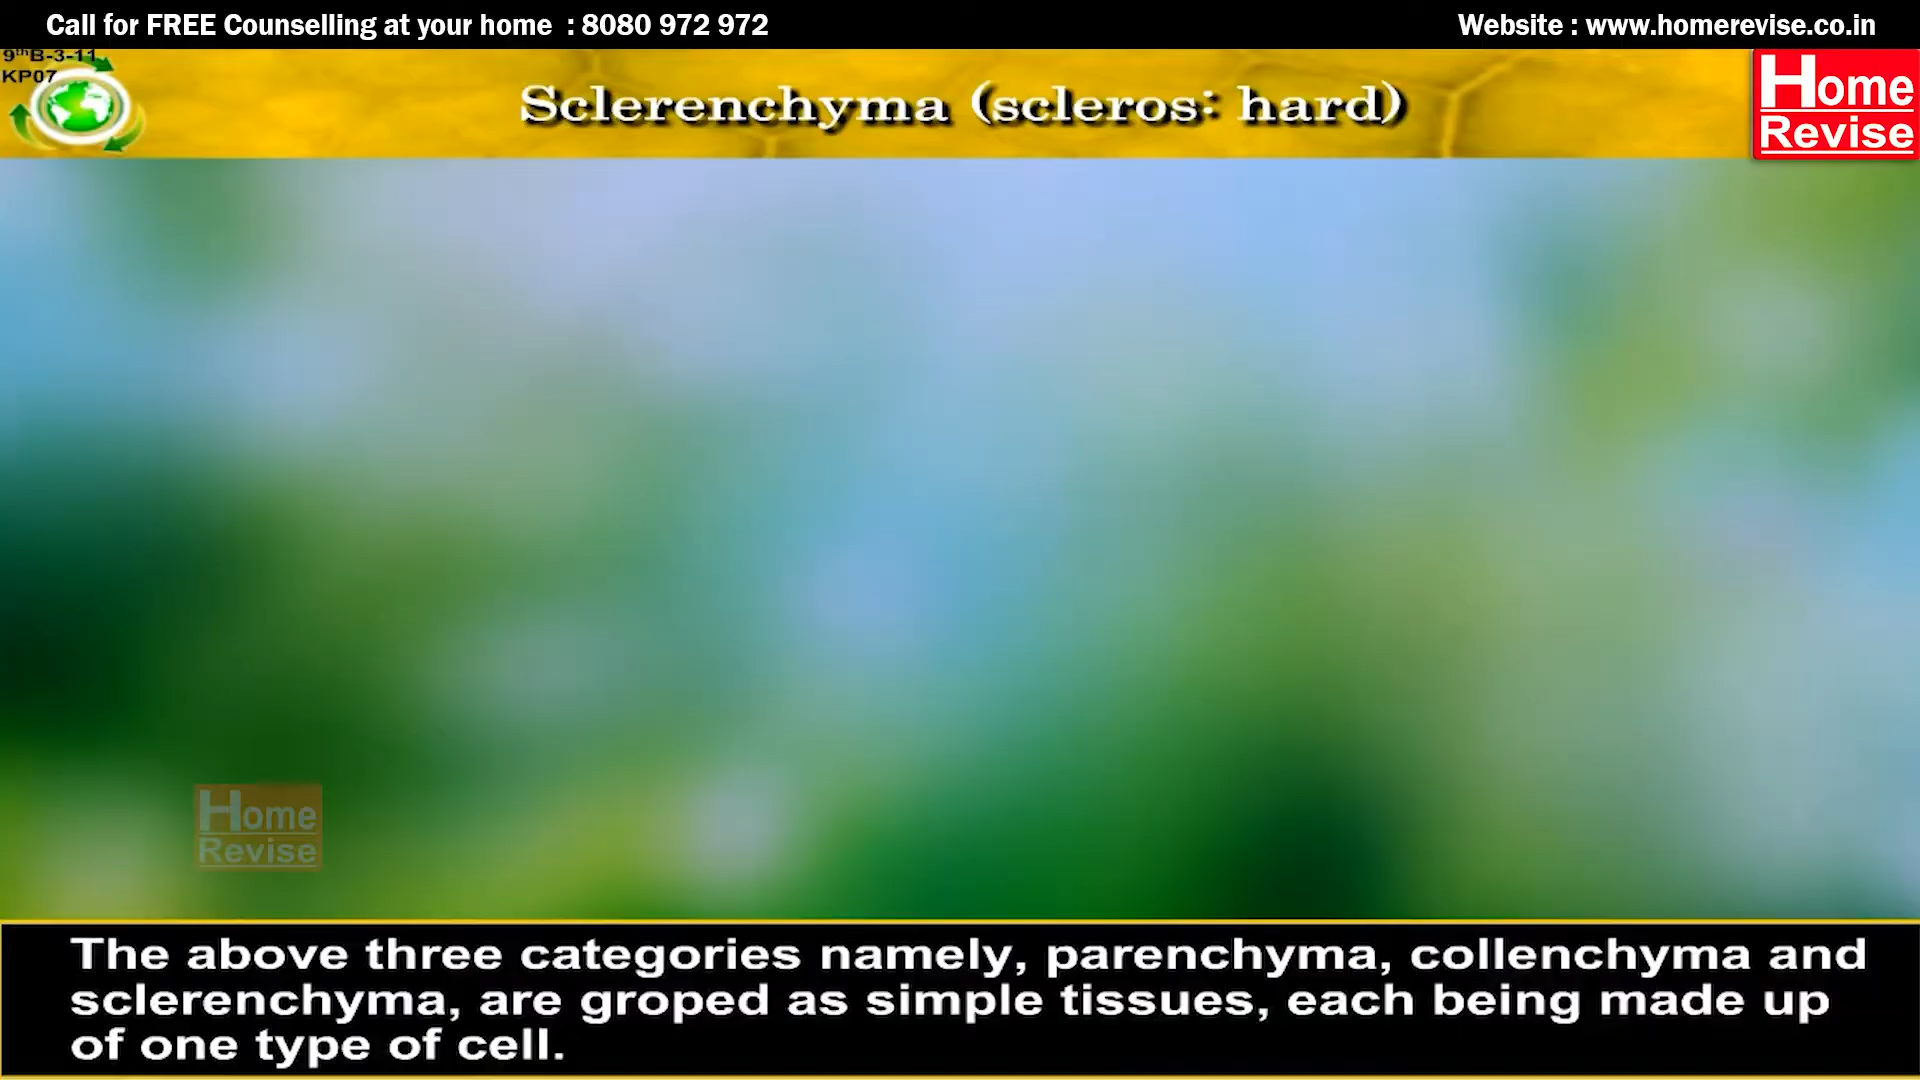 Call for FREE Counselling at your home : 8080 972 972
Website : www.homerevise.co.in
9thB-3-11
KP07
Sclerenchyma (scleros: hard)
Home
Revise
Home
Revise
The above three categories namely, parenchyma, collenchyma and
sclerenchyma, are groped as simple tissues, each being made up
of one type of cell.